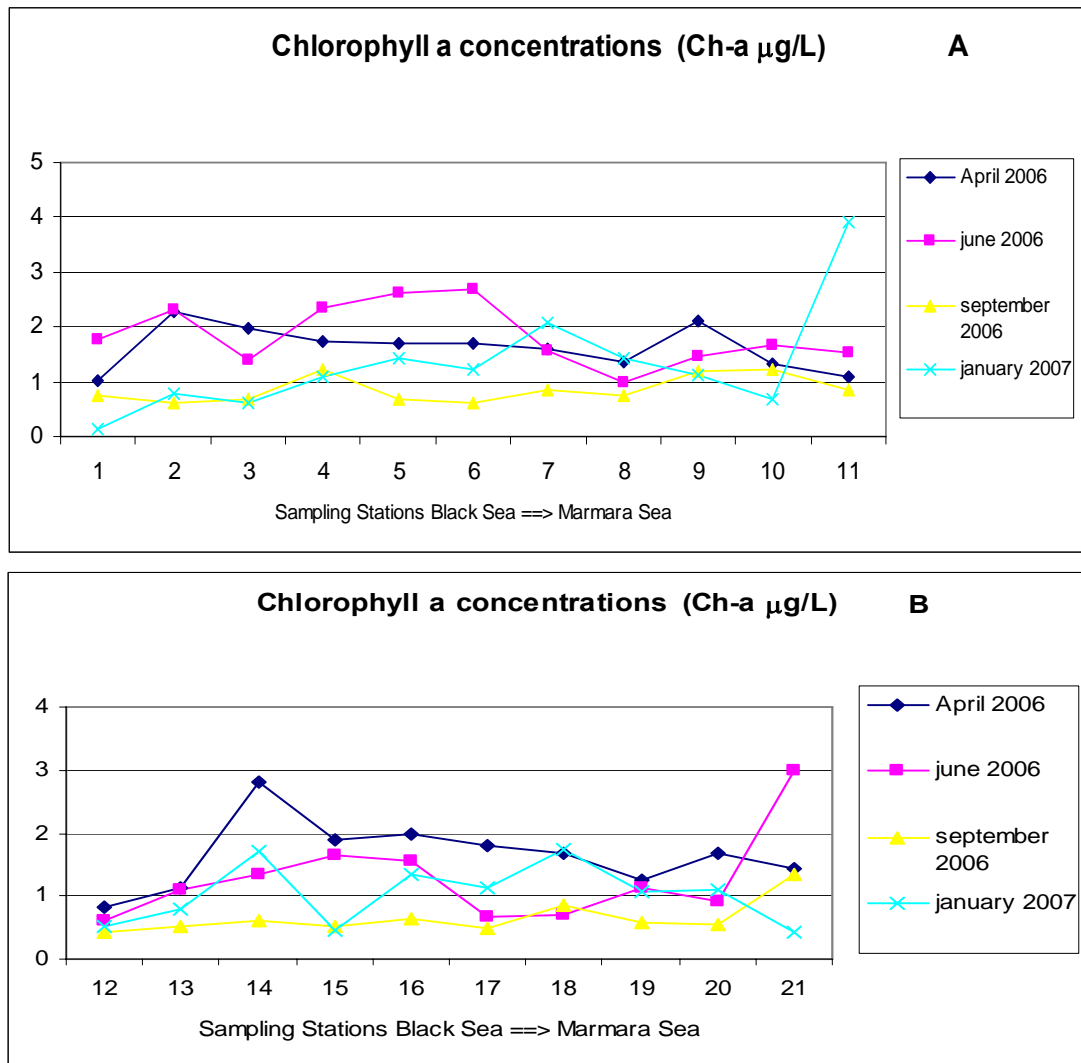 Chlorophyll a concentrations (Ch-a µg/L) A
5
4
3
2
1
0
1 2 3 4 5 6 7 8 9 10 11
Sampling Stations Black Sea ==> Marmara Sea
April 2006
june 2006
september
2006
january 2007
Chlorophyll a concentrations (Ch-a µg/L) B
4
3
2
1
0
12 13 14 15 16 17 18 19 20 21
Sampling Stations Black Sea ==> Marmara Sea
April 2006
june 2006
september
2006
january 2007